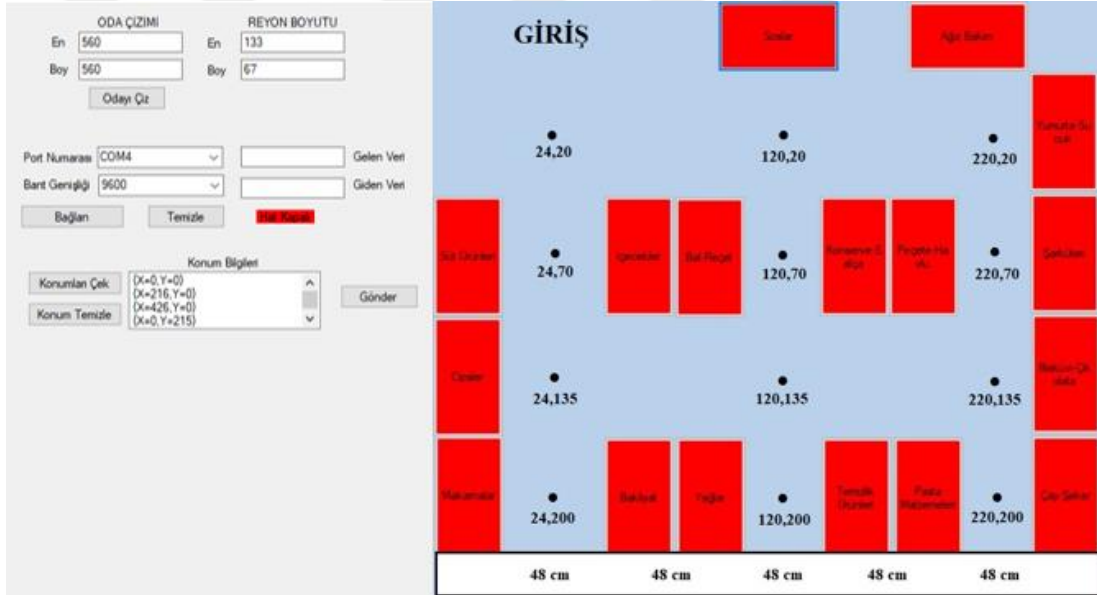 ODA ÇİZİMİ
REYON BOYUTU
En 560
En 133
Boy 560
Boy 67
Odayı Çiz
Port Numarası COM4
Gelen Veri
Bant Genişliği 9600
Giden Veri
Bağlan
Temizle
Hat Kapalı
Konum Bilgileri
Konumları Çek
{X=0,Y=0}
{X=216,Y=0}
{X=426,Y=0}
{X=0,Y=215}
Konum Temizle
Gönder
GİRİŞ
Soslar
Ağız Bakım
24,20
120,20
220,20
Süt Ürünleri
24,70
İçecekler
Bal-Reçel
120,70
220,70
Şarküteri
24,135
120,135
220,135
Makarnalar
24,200
Bakliyat
Yağlar
120,200
Temizlik
Ürünleri
Pasta
Malzemeleri
220,200
Çay-Şeker
48 cm
48 cm
48 cm
48 cm
48 cm